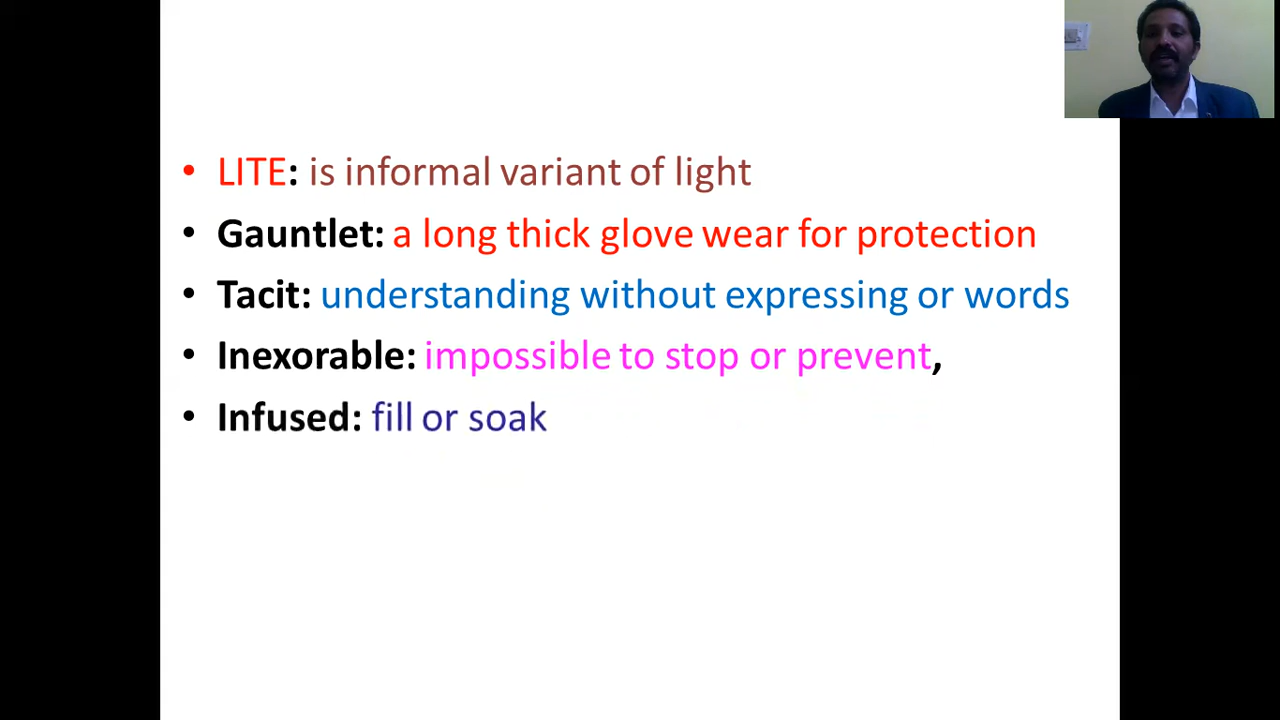 • LITE: is informal variant of light
• Gauntlet: a long thick glove wear for protection
• Tacit: understanding without expressing or words
• Inexorable: impossible to stop or prevent,
• Infused: fill or soak